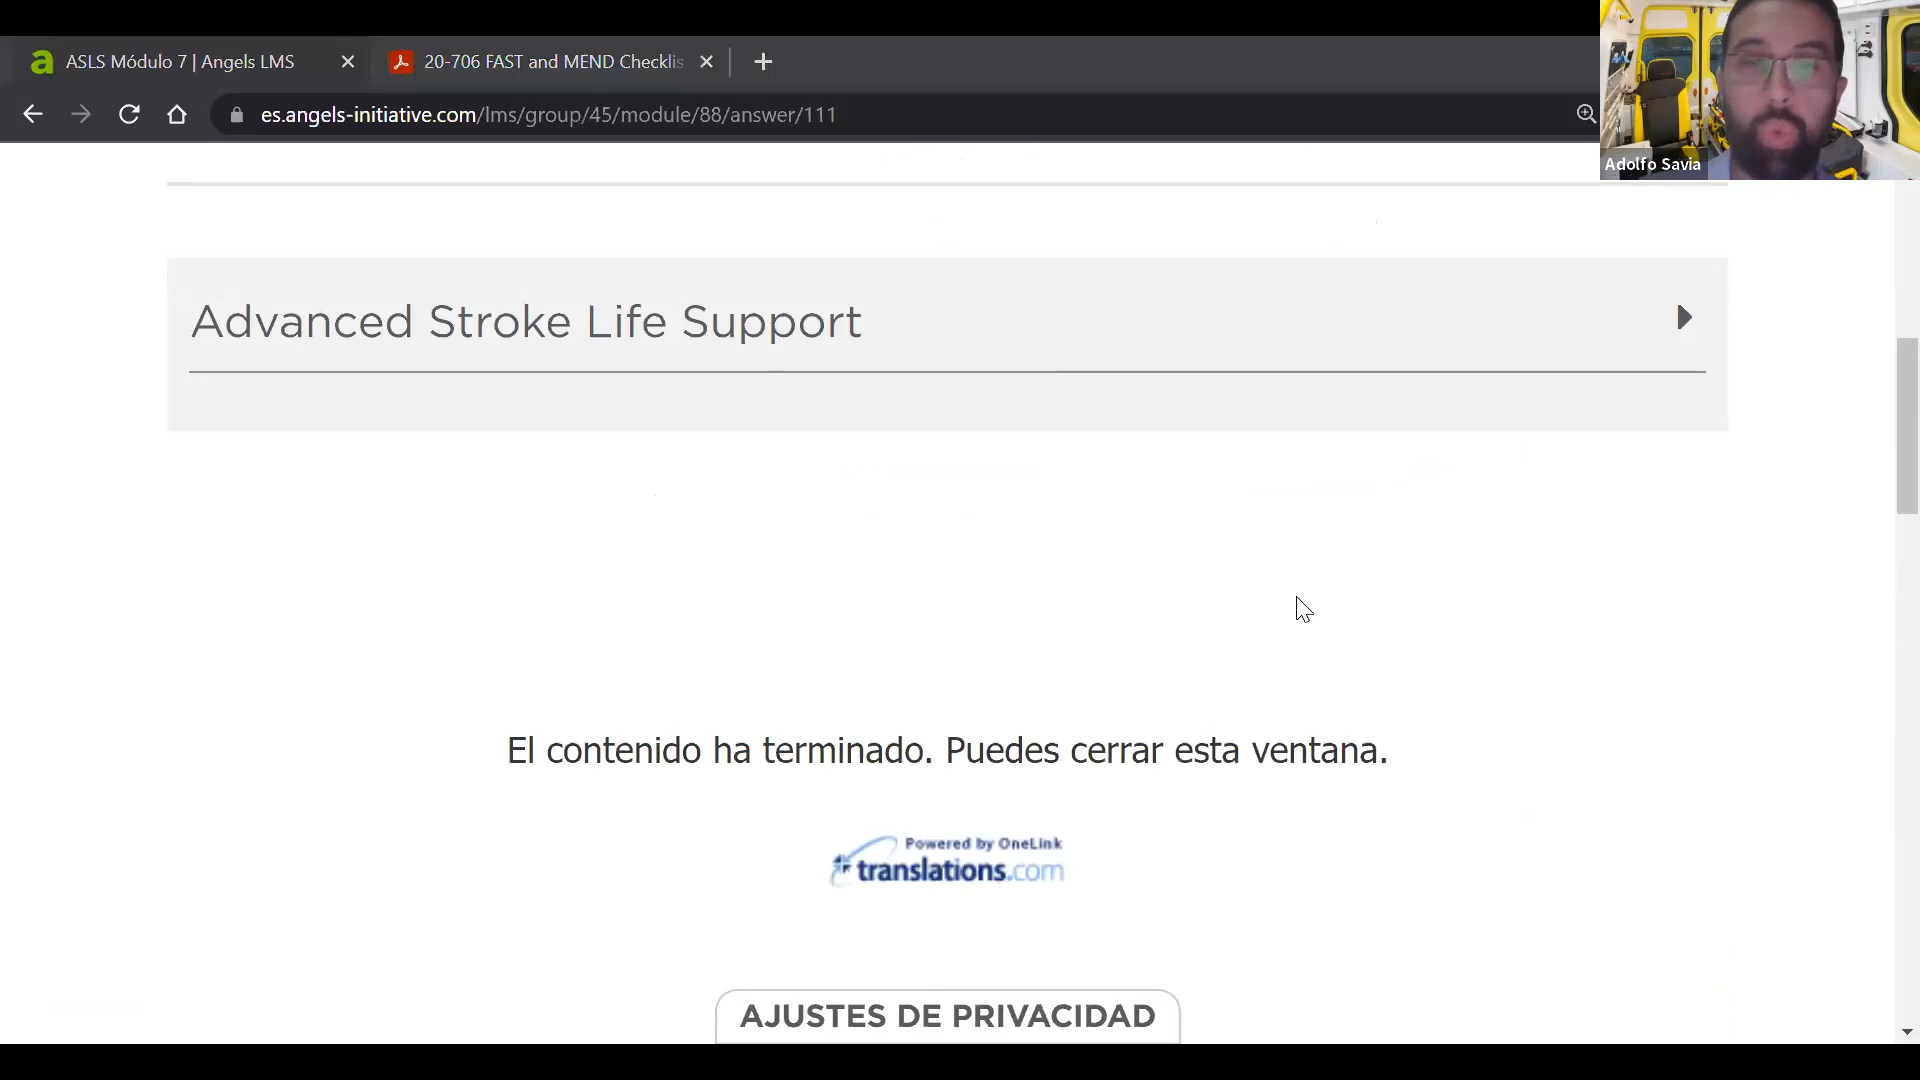 ASLS Módulo 7 | Angels LMS
20-706 FAST and MEND Checklis
es.angels-initiative.com/lms/group/45/module/88/answer/111
Adolfo Savia
Advanced Stroke Life Support
El contenido ha terminado. Puedes cerrar esta ventana.
Powered by OneLink
translations.com
AJUSTES DE PRIVACIDAD